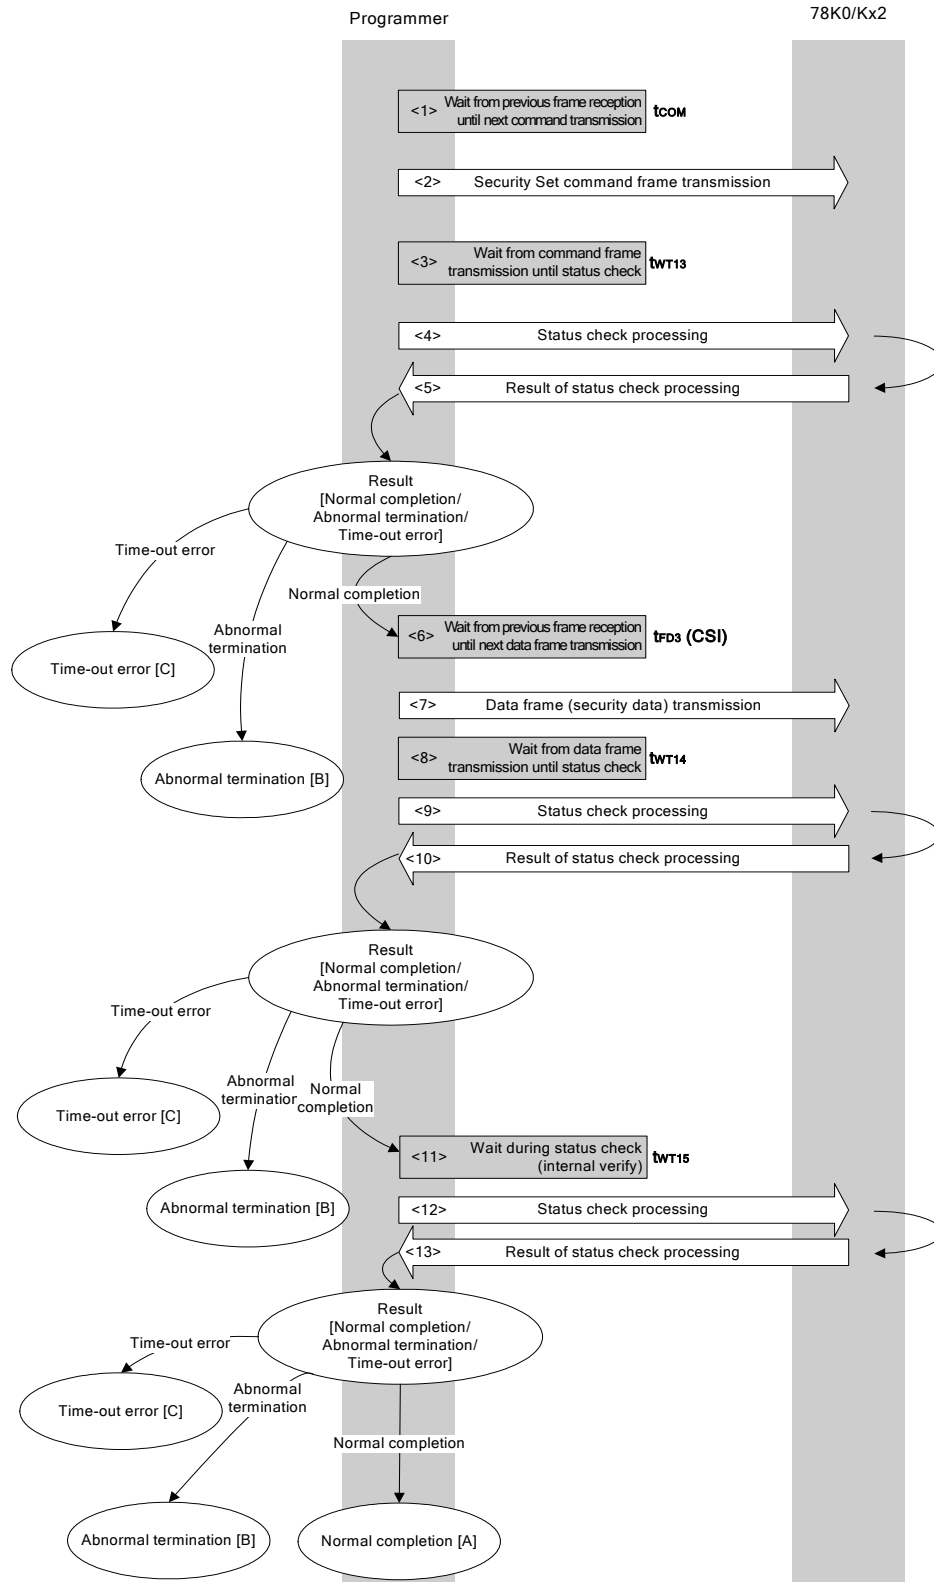 Programmer
78K0/Kx2
<1> Wait from previous frame reception
until next command transmission
tCOM
<2> Security Set command frame transmission
<3> Wait from command frame
transmission until status check
tWT13
<4> Status check processing
<5> Result of status check processing
Result
[Normal completion/
Abnormal termination/
Time-out error]
Time-out error
Normal completion
Abnormal
termination
<6> Wait from previous frame reception
until next data frame transmission
tFD3 (CSI)
Time-out error [C]
<7> Data frame (security data) transmission
<8> Wait from data frame
transmission until status check
tWT14
Abnormal termination [B]
<9> Status check processing
<10> Result of status check processing
Result
[Normal completion/
Abnormal termination/
Time-out error]
Time-out error
Abnormal
termination
Normal
completion
Time-out error [C]
<11> Wait during status check
(internal verify)
tWT15
Abnormal termination [B]
<12> Status check processing
<13> Result of status check processing
Result
[Normal completion/
Abnormal termination/
Time-out error]
Time-out error
Abnormal
termination
Time-out error [C]
Normal completion
Abnormal termination [B]
Normal completion [A]